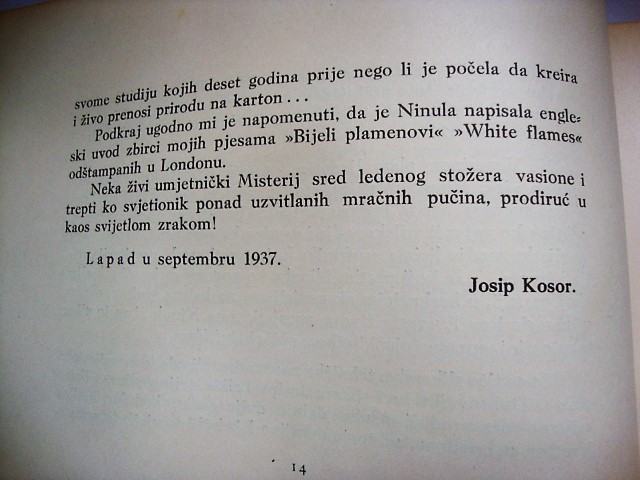 svome studiju kojih deset godina prije nego li je počela da kreira
i živo prenosi prirodu na karton . . .
Podkraj ugodno mi je napomenuti, da je Ninula napisala engle-
ski uvod zbirci mojih pjesama »Bijeli plamenovi« »White flames«
odštampanih u Londonu.
Neka živi umjetnički Misterij sred ledenog stožera vasione i
trepti ko svjetionik ponad uzvitlanih mračnih pučina, prodiruć u
kaos svijetlom zrakom!
Lapad u septembru 1937.
Josip Kosor.
14